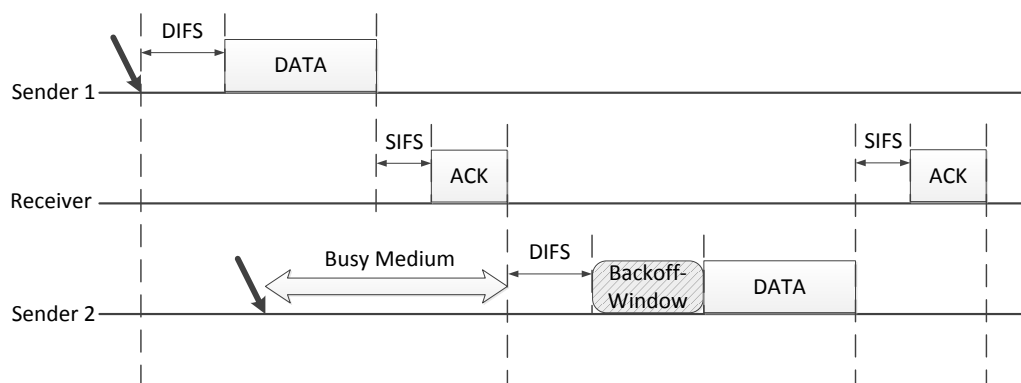 DIFS
DATA
Sender 1
SIFS
SIFS
ACK
ACK
Receiver
Busy Medium
DIFS
Backoff-
Window
DATA
Sender 2